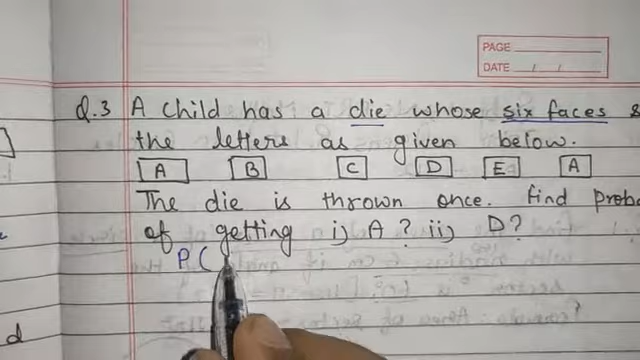 PAGE
DATE / /
Q.3 A child has a die whose six faces
the letters as given below.
A B C D E A
The die is thrown once. find
of getting i) A? ii) D?
P(
d